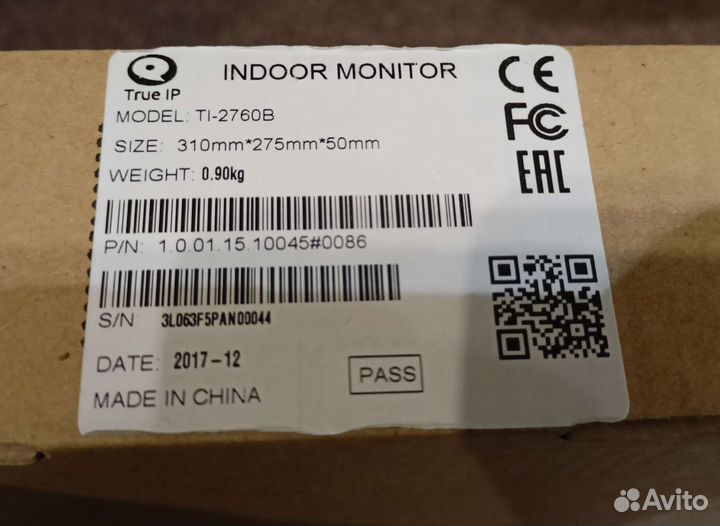 True IP
INDOOR MONITOR
CE
FC
EAC
MODEL: TI-2760B
SIZE: 310mm*275mm*50mm
WEIGHT: 0.90kg
P/N: 1.0.01.15.10045#0086
S/N: 3L063F5PAN00044
DATE: 2017-12
PASS
MADE IN CHINA
Avito